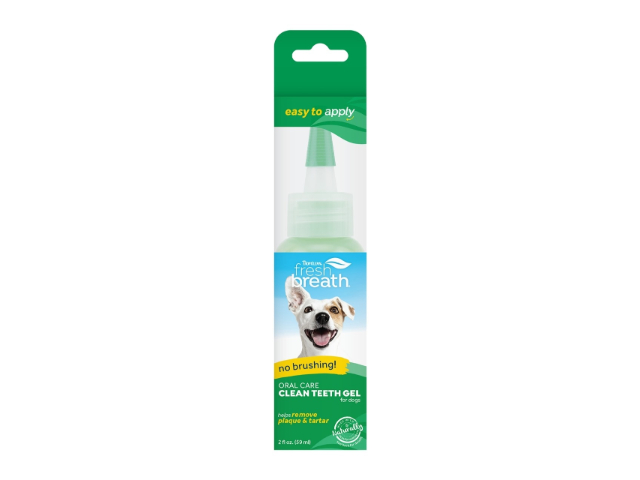 easy to apply
TROPICLEAN
fresh
breath
no brushing!
ORAL CARE
CLEAN TEETH GEL
for dogs
helps remove
plaque & tartar
Naturally
2 fl oz. (59 ml)